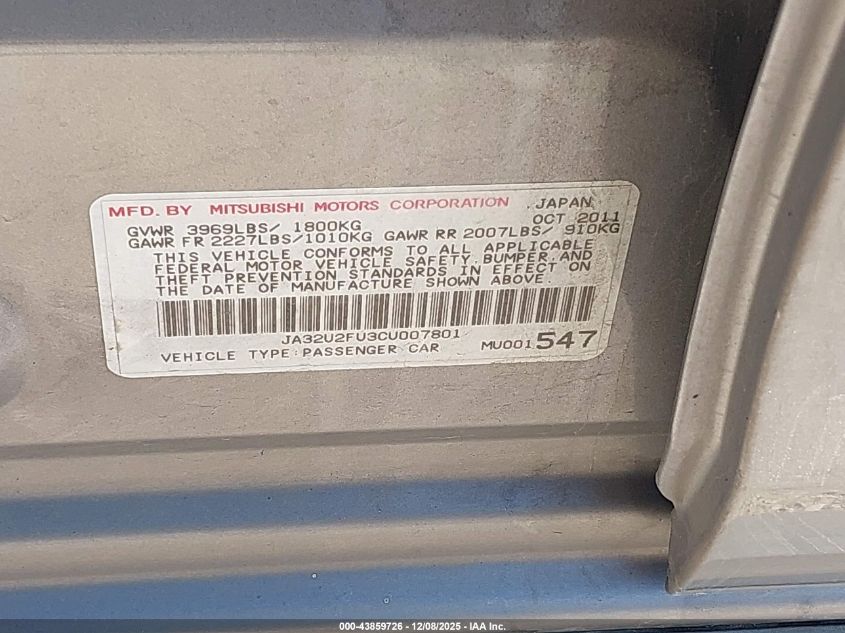 MFD. BY MITSUBISHI MOTORS CORPORATION JAPAN
GVWR 3969LBS/ 1800KG OCT 2011
GAWR FR 2227LBS/1010KG GAWR RR 2007LBS/ 910KG
THIS VEHICLE CONFORMS TO ALL APPLICABLE
FEDERAL MOTOR VEHICLE SAFETY, BUMPER, AND
THEFT PREVENTION STANDARDS IN EFFECT ON
THE DATE OF MANUFACTURE SHOWN ABOVE.
JA32U2FU3CU007801
VEHICLE TYPE:PASSENGER CAR MU001547
000-43859726 - 12/08/2025 - IAA Inc.